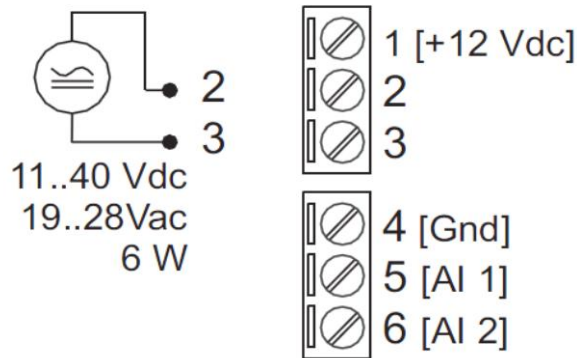 2
3
11..40 Vdc
19..28Vac
6 W
1 [+12 Vdc]
2
3
4 [Gnd]
5 [AI 1]
6 [AI 2]